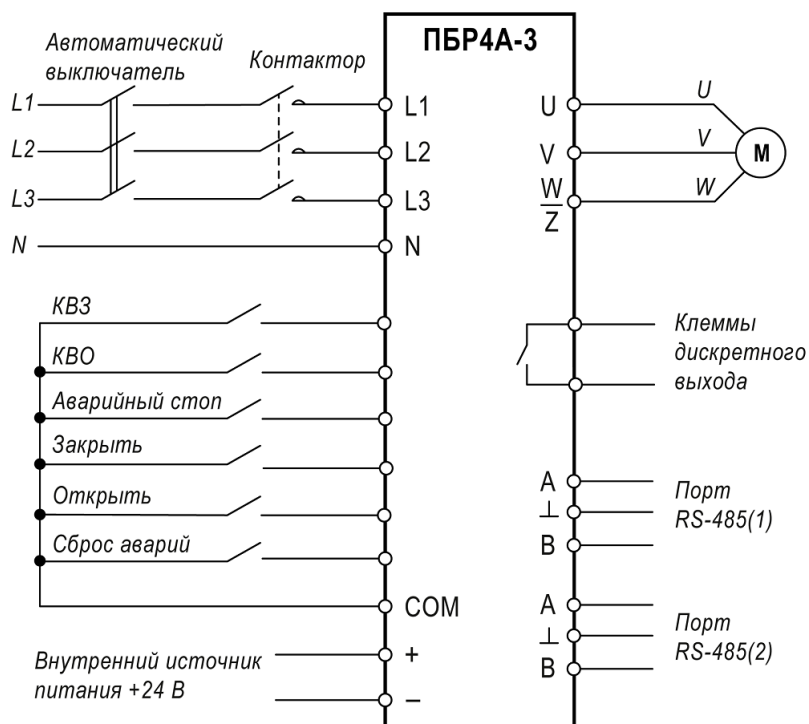 ПБР4А-3
Автоматический
выключатель
Контактор
L1
L1
U
U
L2
L2
V
V
M
L3
L3
W
Z
W
N
N
КВЗ
КВО
Аварийный стоп
Закрыть
Открыть
Сброс аварий
COM
Внутренний источник
питания +24 В
+
–
Клеммы
дискретного
выхода
A
⊥
B
Порт
RS-485(1)
A
⊥
B
Порт
RS-485(2)